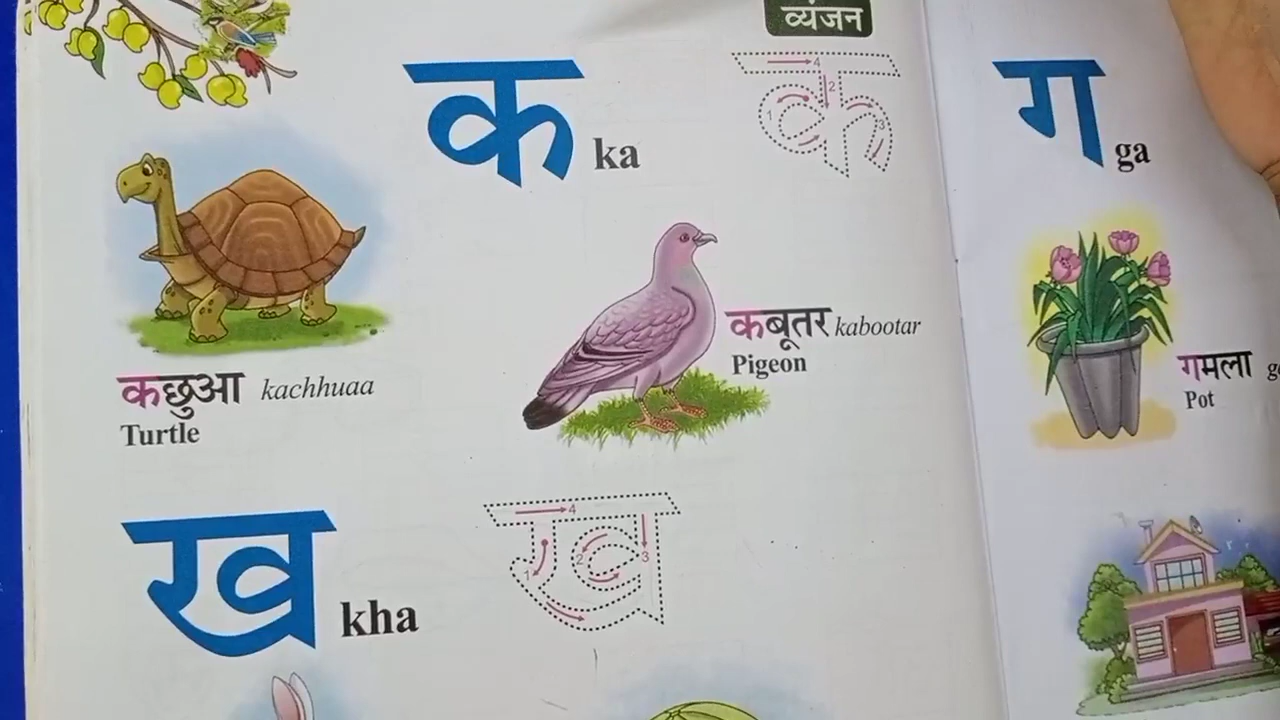 व्यंजन
क ka
कछुआ kachhuaa
Turtle
कबूतर kabootar
Pigeon
ख kha
ग ga
गमला
Pot